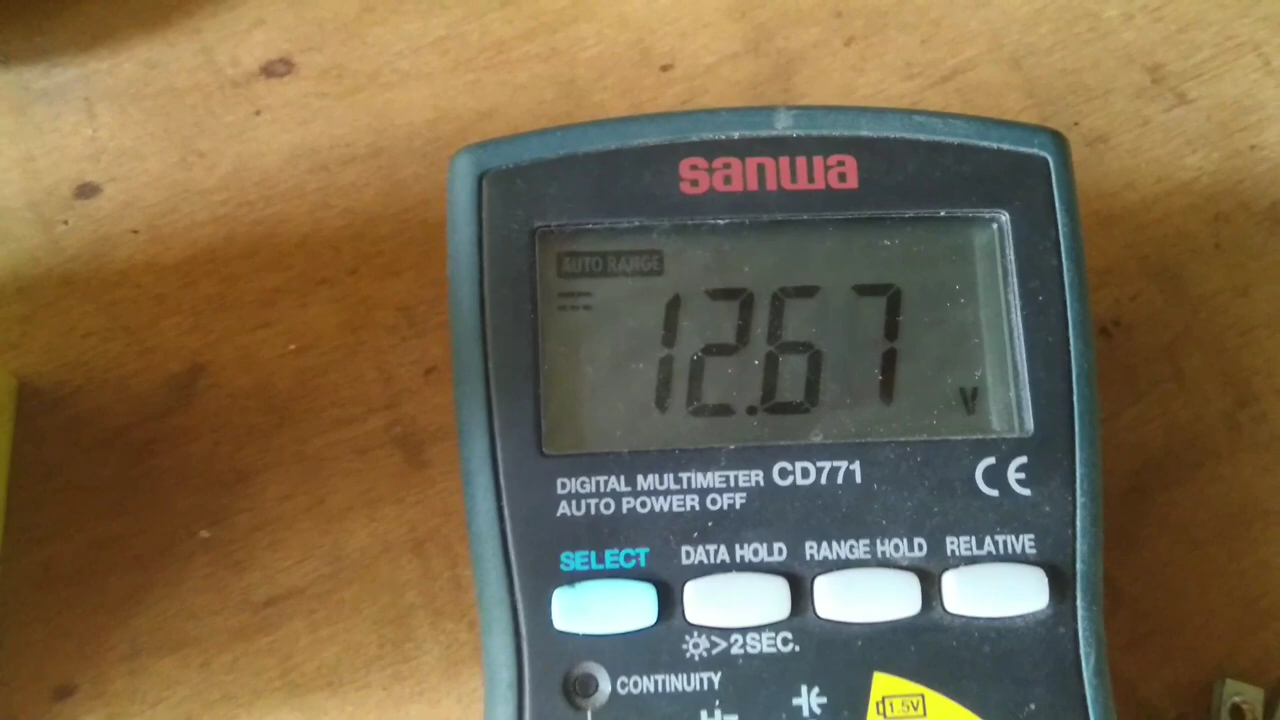 sanwa
AUTO RANGE
12.67
V
DIGITAL MULTIMETER CD771
AUTO POWER OFF
CE
SELECT DATA HOLD RANGE HOLD RELATIVE
>2SEC.
CONTINUITY
1.5V